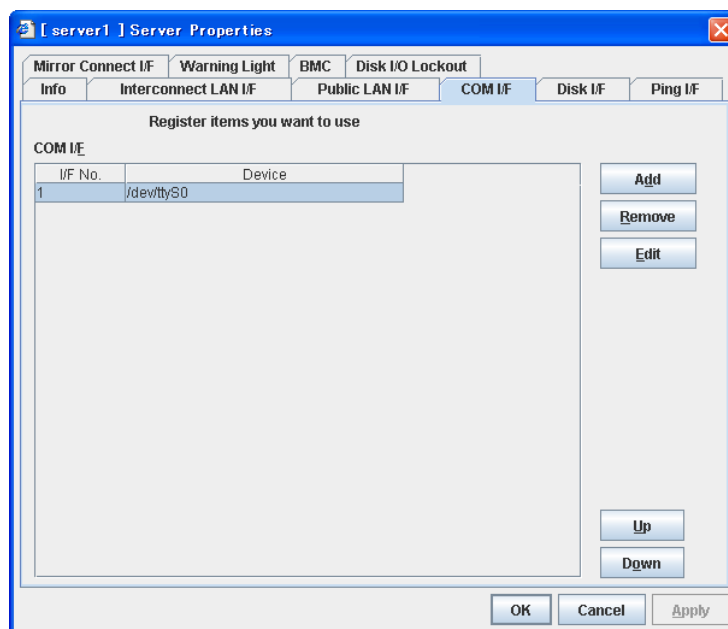 [ server1 ] Server Properties
Mirror Connect I/F Warning Light BMC Disk I/O Lockout
Info Interconnect LAN I/F Public LAN I/F COM I/F Disk I/F Ping I/F
Register items you want to use
COM I/F
I/F No. Device
1 /dev/ttyS0
Add
Remove
Edit
Up
Down
OK Cancel Apply